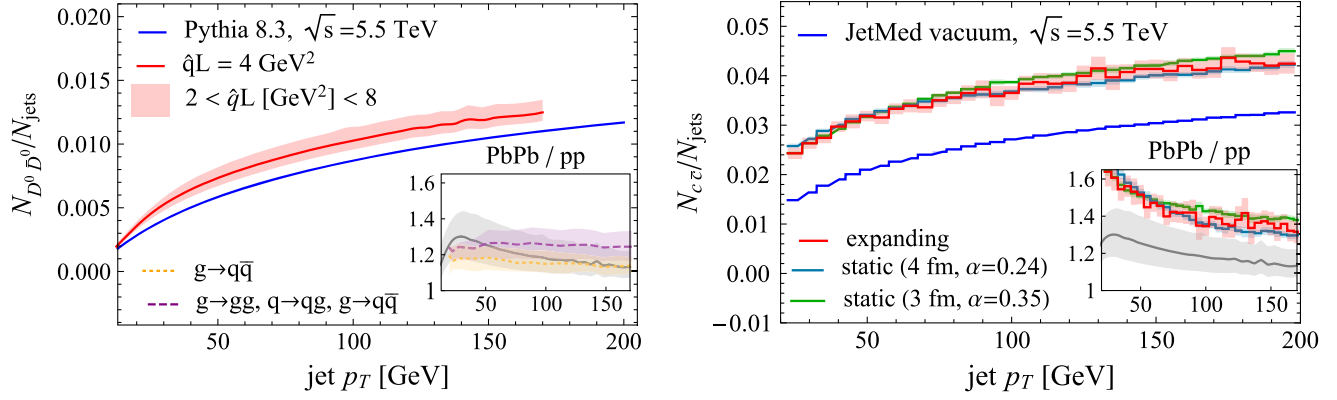 0.020
0.015
0.010
0.005
0.000
N_{D^0 \bar{D}^0}/N_jets
Pythia 8.3, √s =5.5 TeV
q̂L = 4 GeV²
2 < q̂L [GeV²] < 8
PbPb / pp
1.6
1.4
1.2
1
50 100 150
g→qq̅
g→gg, q→qg, g→qq̅
50 100 150 200
jet p_T [GeV]
0.05
0.04
0.03
0.02
0.01
0.00
−0.01
N_{c c̅}/N_jets
JetMed vacuum, √s =5.5 TeV
PbPb / pp
1.6
1.4
1.2
1
50 100 150
expanding
static (4 fm, α=0.24)
static (3 fm, α=0.35)
50 100 150 200
jet p_T [GeV]